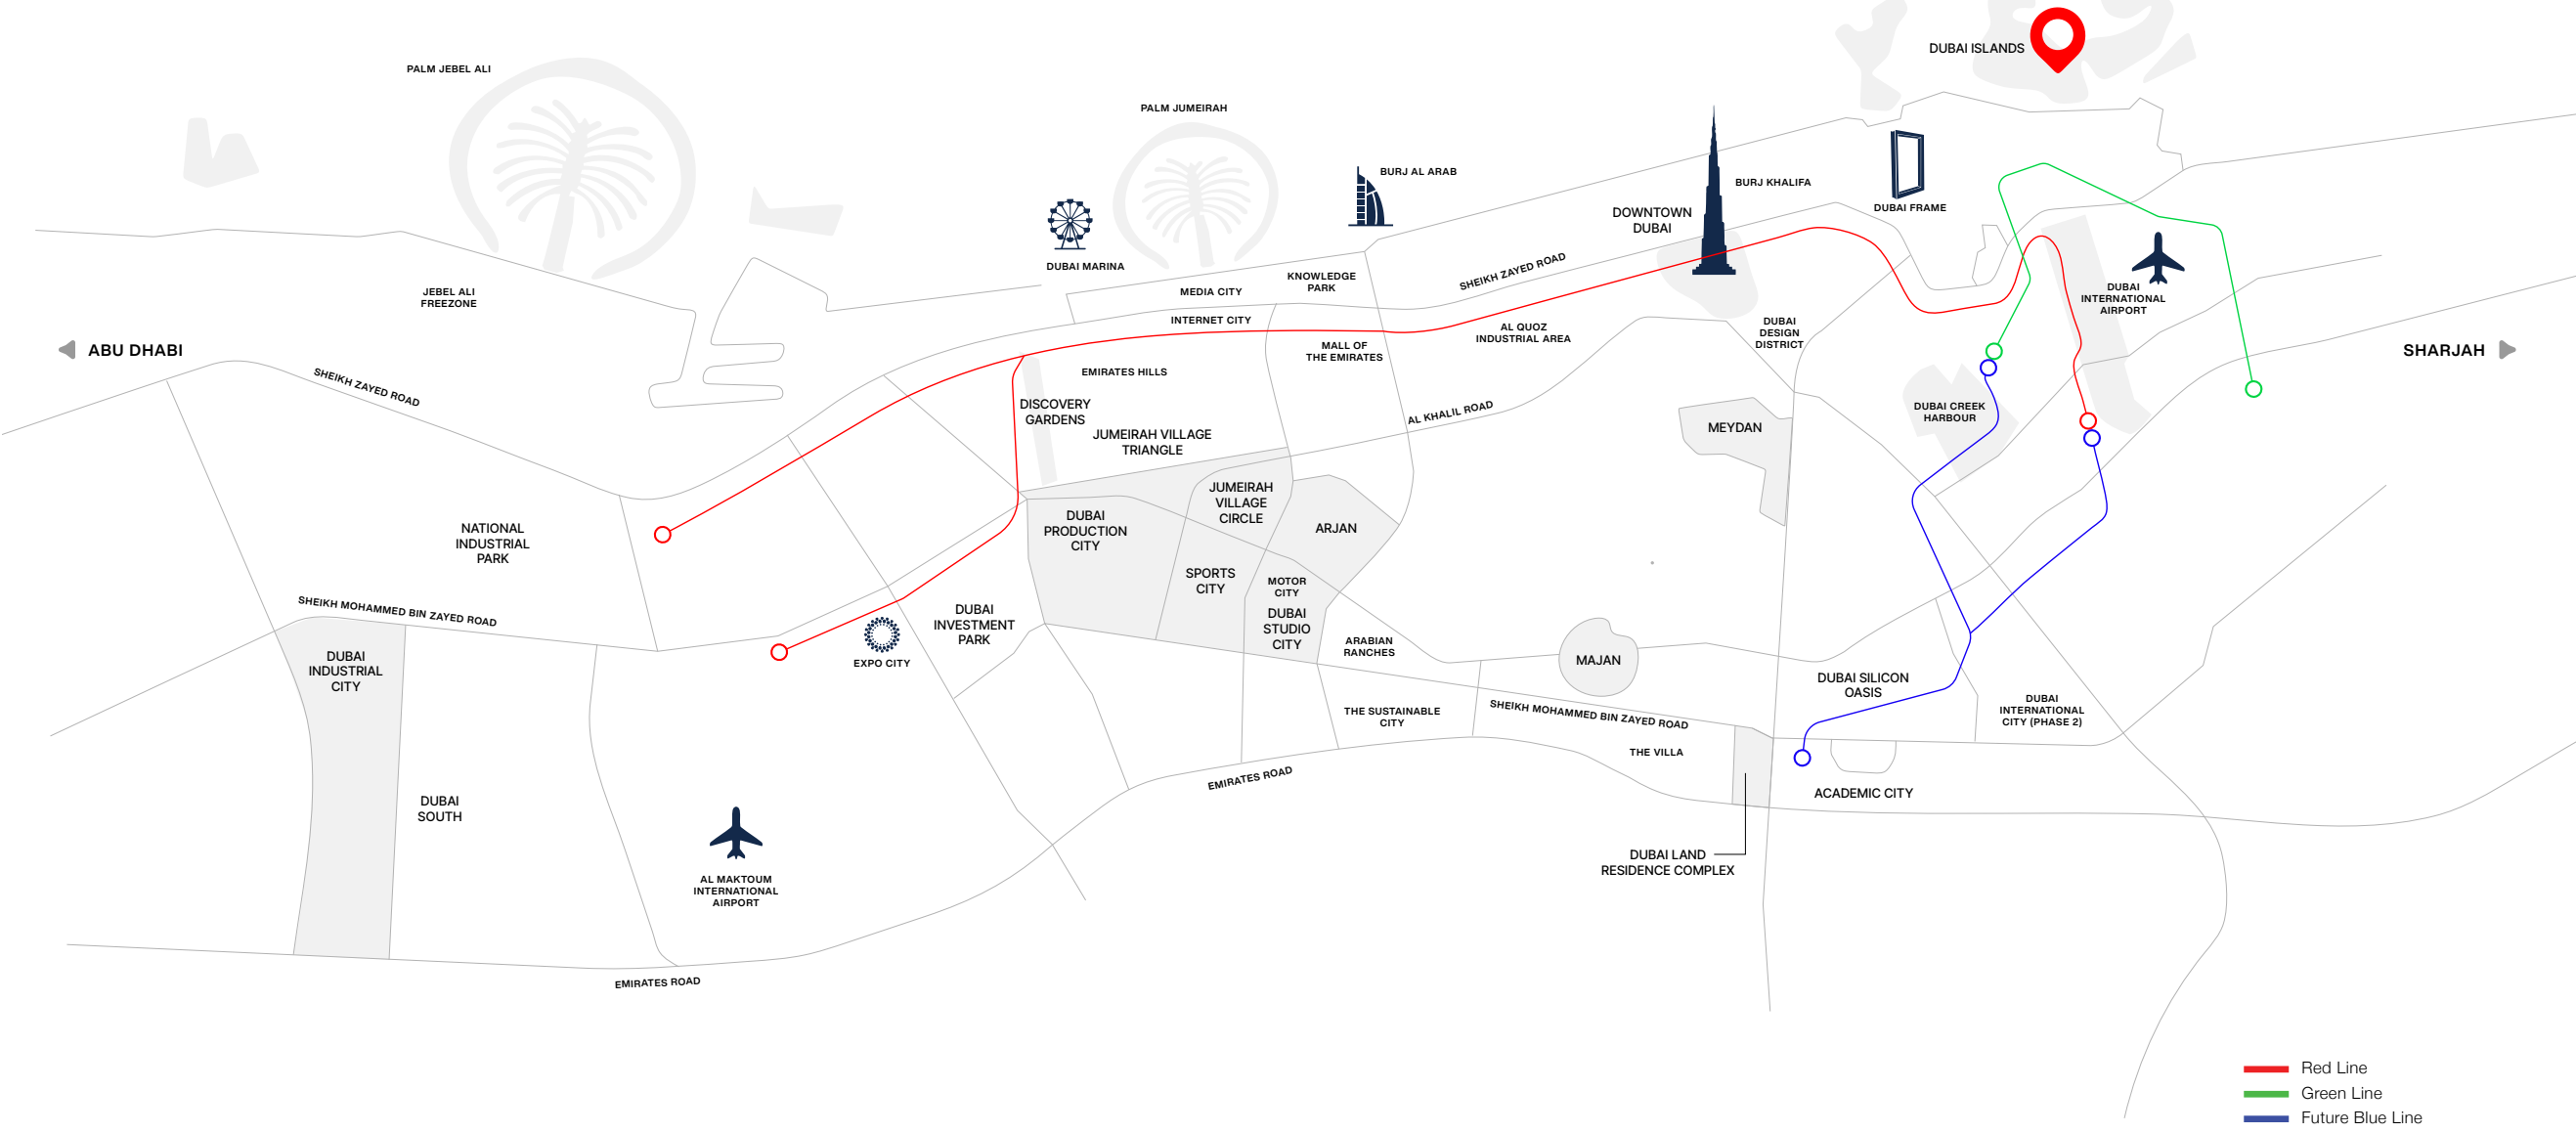 DUBAI ISLANDS
PALM JEBEL ALI
PALM JUMEIRAH
BURJ AL ARAB
BURJ KHALIFA
DUBAI FRAME
DOWNTOWN
DUBAI
DUBAI MARINA
KNOWLEDGE
PARK
SHEIKH ZAYED ROAD
MEDIA CITY
JEBEL ALI
FREEZONE
DUBAI
INTERNATIONAL
AIRPORT
INTERNET CITY
AL QUOZ
INDUSTRIAL AREA
DUBAI
DESIGN
DISTRICT
ABU DHABI
MALL OF
THE EMIRATES
SHARJAH
SHEIKH ZAYED ROAD
EMIRATES HILLS
DISCOVERY
GARDENS
AL KHALIL ROAD
DUBAI CREEK
HARBOUR
MEYDAN
JUMEIRAH VILLAGE
TRIANGLE
JUMEIRAH
VILLAGE
CIRCLE
DUBAI
PRODUCTION
CITY
ARJAN
NATIONAL
INDUSTRIAL
PARK
SPORTS
CITY
MOTOR
CITY
SHEIKH MOHAMMED BIN ZAYED ROAD
DUBAI
INVESTMENT
PARK
DUBAI
STUDIO
CITY
ARABIAN
RANCHES
EXPO CITY
MAJAN
DUBAI
INDUSTRIAL
CITY
DUBAI SILICON
OASIS
DUBAI
INTERNATIONAL
CITY (PHASE 2)
THE SUSTAINABLE
CITY
SHEIKH MOHAMMED BIN ZAYED ROAD
THE VILLA
EMIRATES ROAD
ACADEMIC CITY
DUBAI
SOUTH
DUBAI LAND
RESIDENCE COMPLEX
AL MAKTOUM
INTERNATIONAL
AIRPORT
EMIRATES ROAD
Red Line
Green Line
Future Blue Line